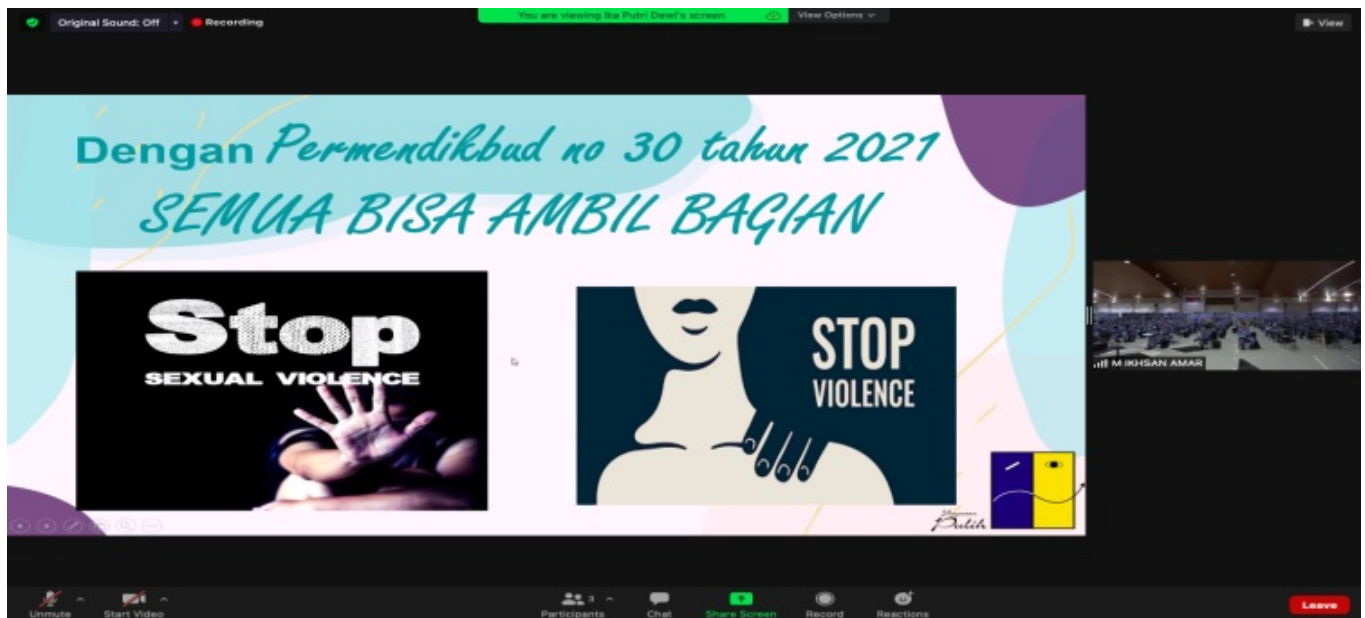 Original Sound: Off
Recording
You are viewing Ika Putri Dewi's screen
View Options
View
Dengan Permendikbud no 30 tahun 2021
SEMUA BISA AMBIL BAGIAN
Stop
SEXUAL VIOLENCE
STOP
VIOLENCE
M IKHSAN AMAR
Pulih
Unmute
Start Video
Participants
3
Chat
Share Screen
Record
Reactions
Leave